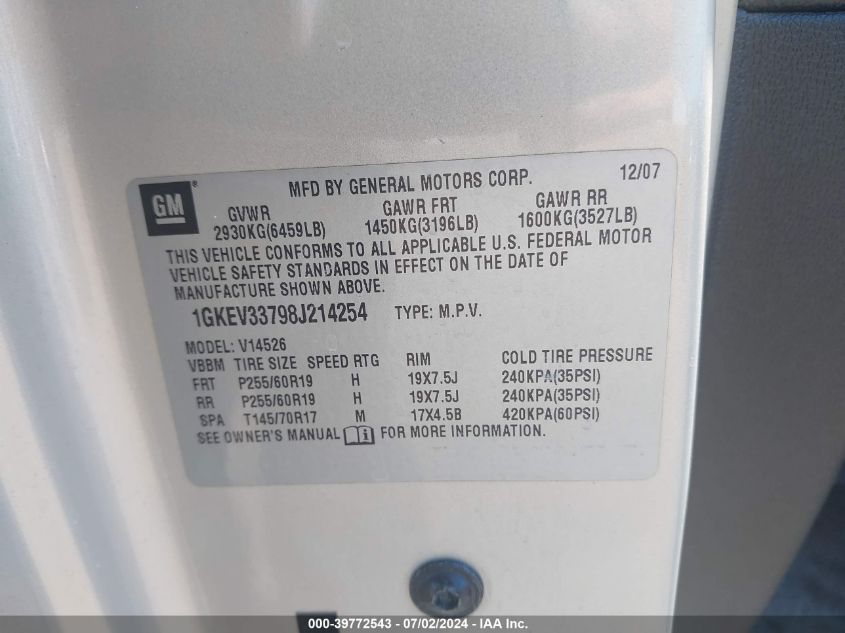 GM®
MFD BY GENERAL MOTORS CORP. 12/07
GVWR GAWR FRT GAWR RR
2930KG(6459LB) 1450KG(3196LB) 1600KG(3527LB)
THIS VEHICLE CONFORMS TO ALL APPLICABLE U.S. FEDERAL MOTOR
VEHICLE SAFETY STANDARDS IN EFFECT ON THE DATE OF
MANUFACTURE SHOWN ABOVE.
1GKEV33798J214254 TYPE: M.P.V.
MODEL: V14526
VBBM TIRE SIZE SPEED RTG RIM COLD TIRE PRESSURE
FRT P255/60R19 H 19X7.5J 240KPA(35PSI)
RR P255/60R19 H 19X7.5J 240KPA(35PSI)
SPA T145/70R17 M 17X4.5B 420KPA(60PSI)
SEE OWNER'S MANUAL i FOR MORE INFORMATION.
000-39772543 - 07/02/2024 - IAA Inc.